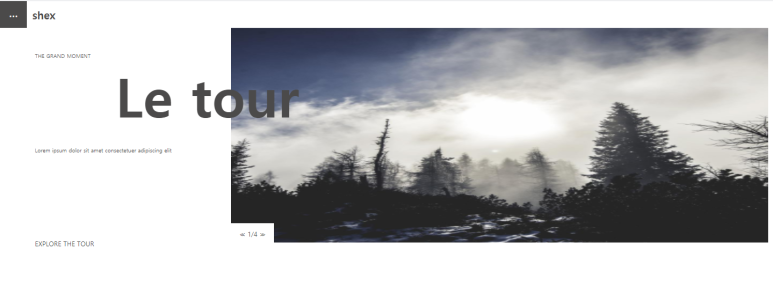 shex
THE GRAND MOMENT
Le tour
Lorem ipsum dolor sit amet consectetuer adipiscing elit
≪ 1/4 ≫
EXPLORE THE TOUR